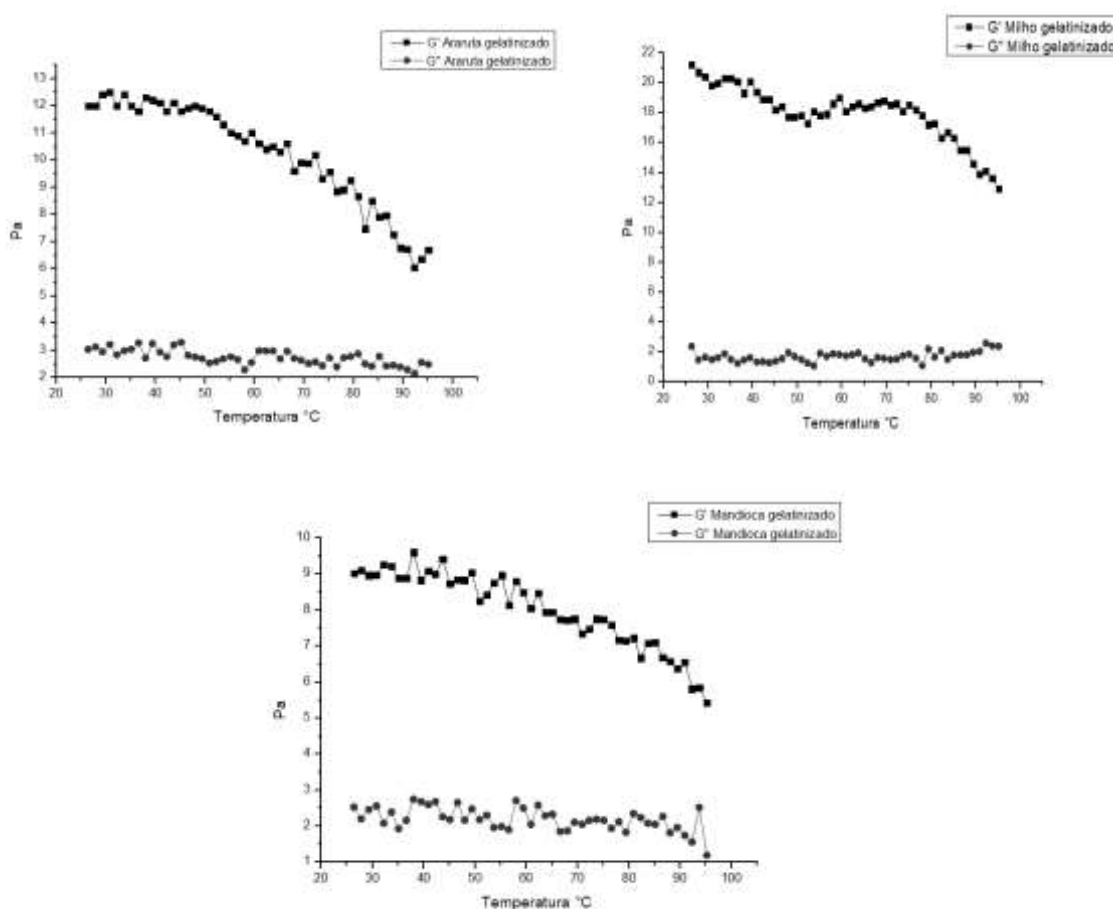 G' Araruta gelatinizado
G" Araruta gelatinizado
13
12
11
10
9
8
7
6
5
4
3
2
Pa
20 30 40 50 60 70 80 90 100
Temperatura °C
G' Milho gelatinizado
G" Milho gelatinizado
22
20
18
16
14
12
10
8
6
4
2
0
Pa
20 30 40 50 60 70 80 90 100
Temperatura °C
G' Mandioca gelatinizado
G" Mandioca gelatinizado
10
9
8
7
6
5
4
3
2
1
Pa
20 30 40 50 60 70 80 90 100
Temperatura °C